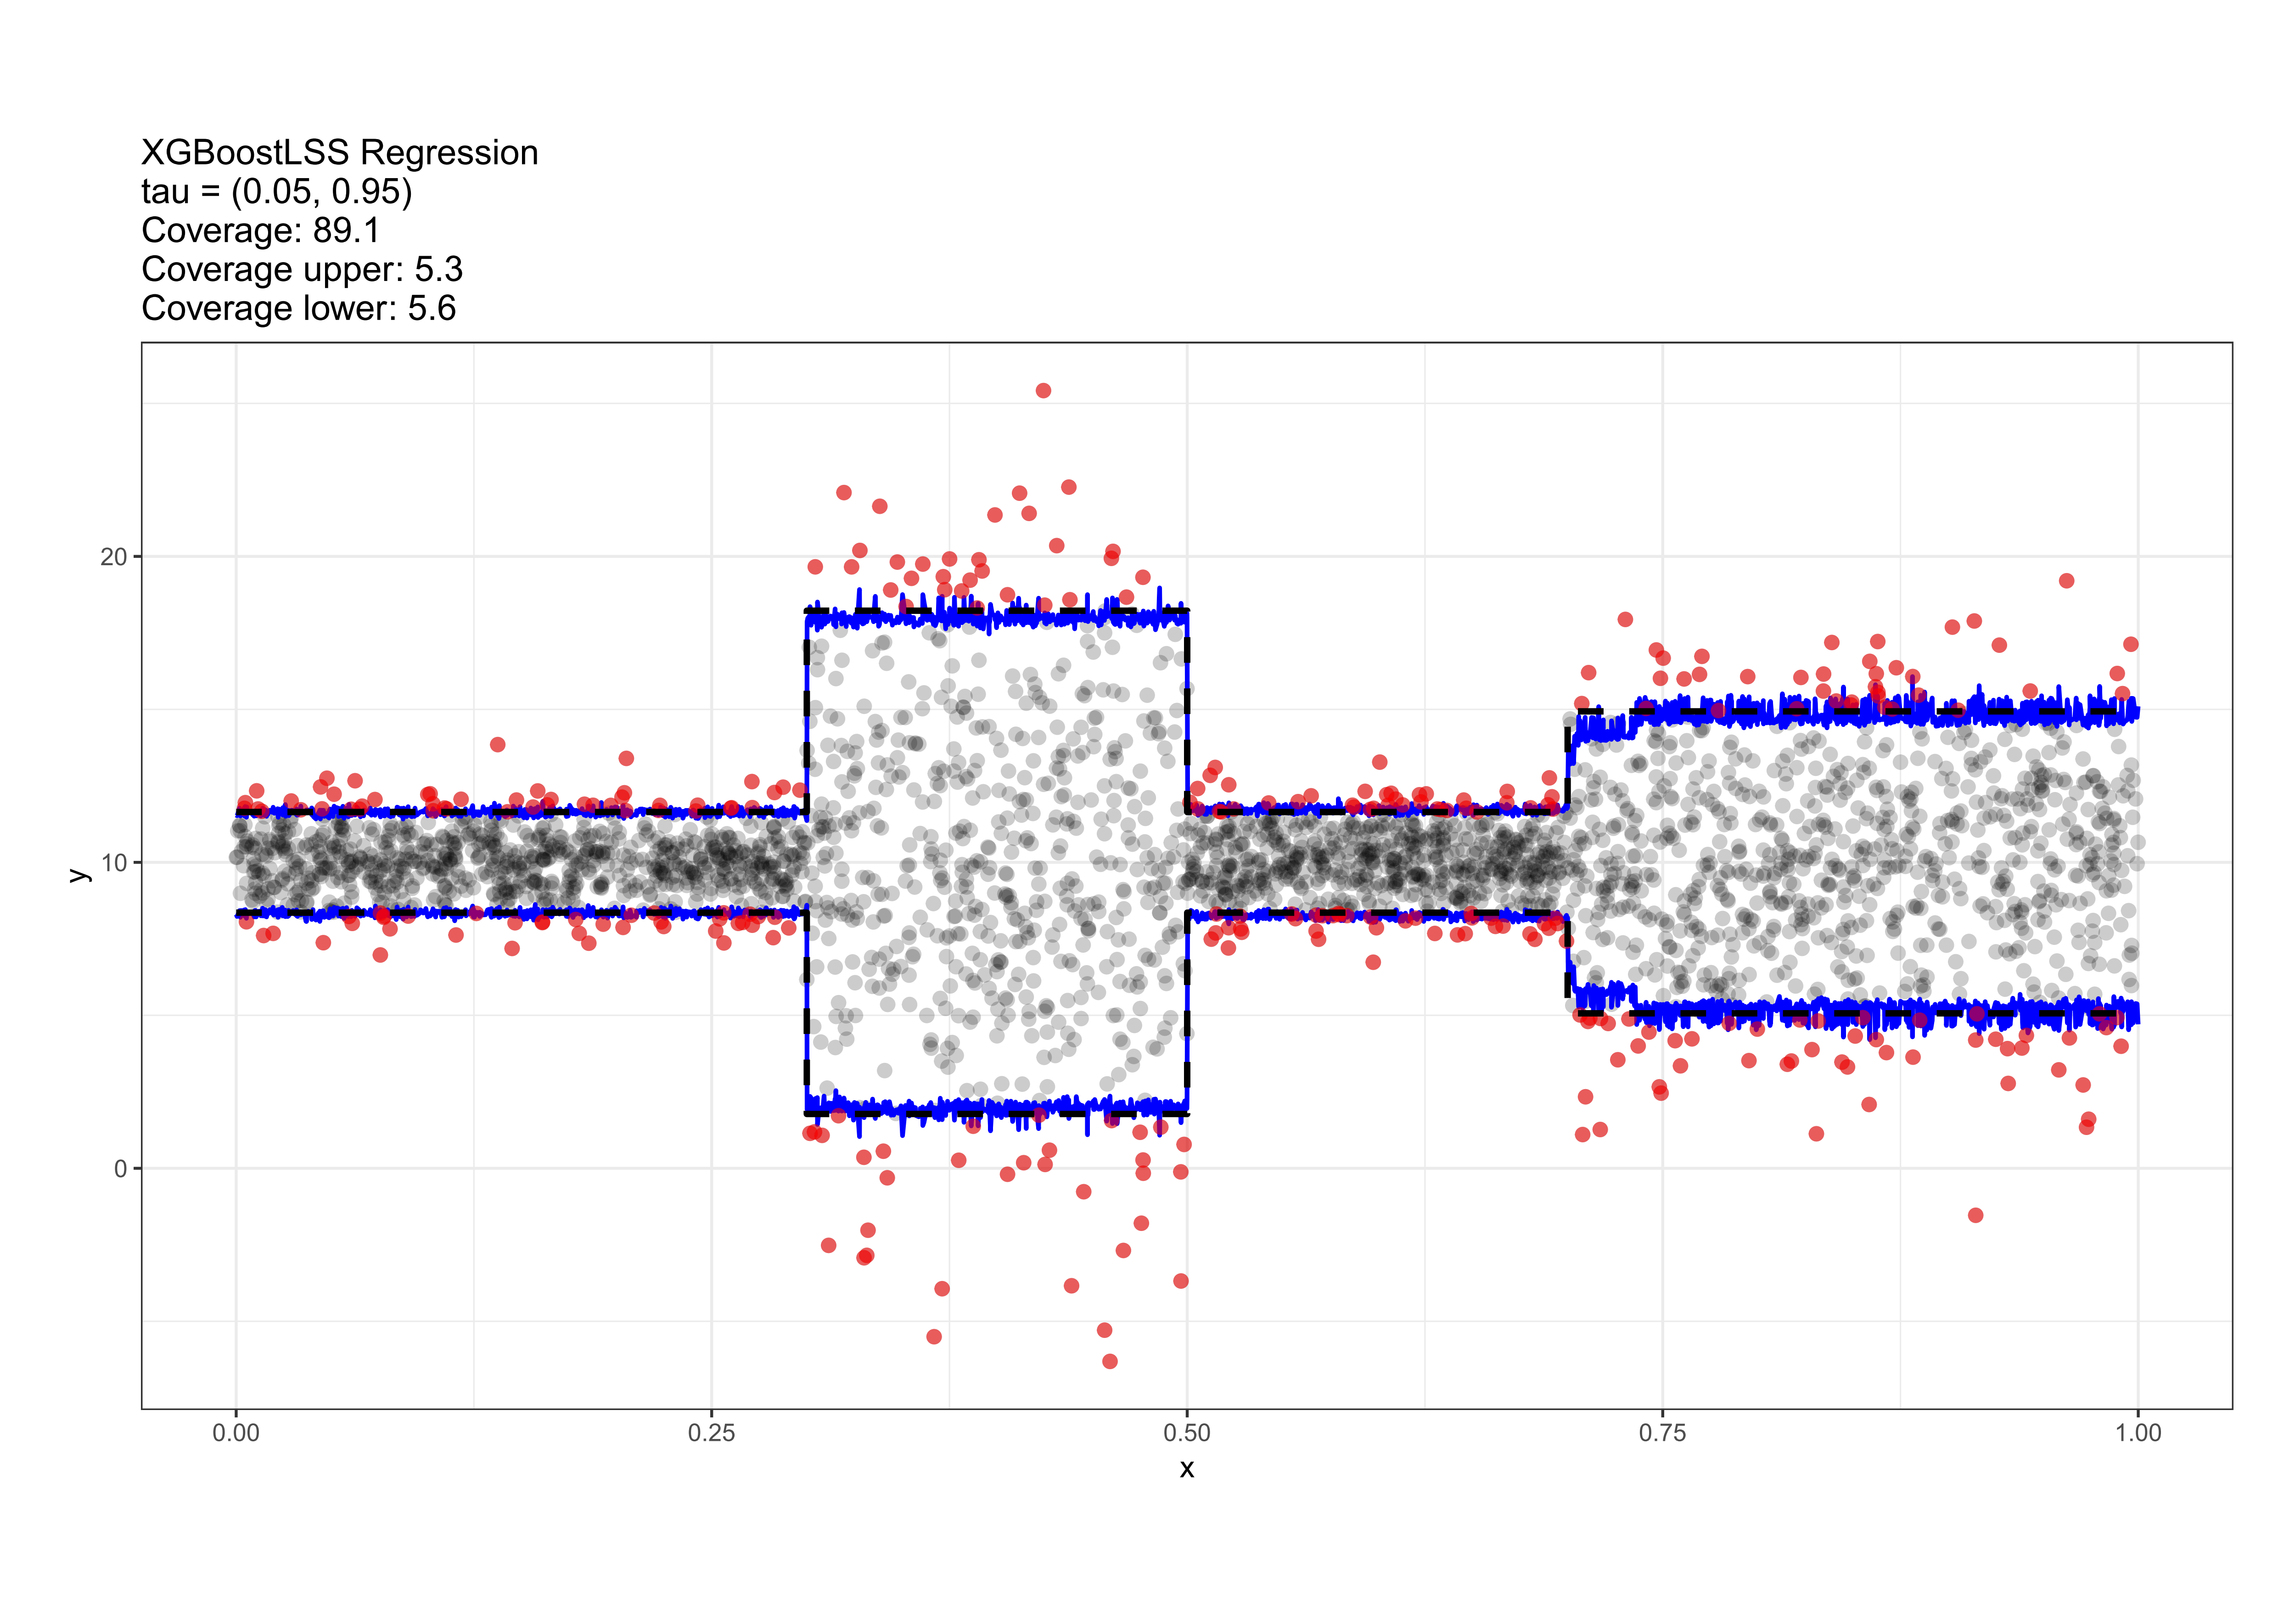 XGBoostLSS Regression
tau = (0.05, 0.95)
Coverage: 89.1
Coverage upper: 5.3
Coverage lower: 5.6
20
10
0
y
0.00 0.25 0.50 0.75 1.00
x